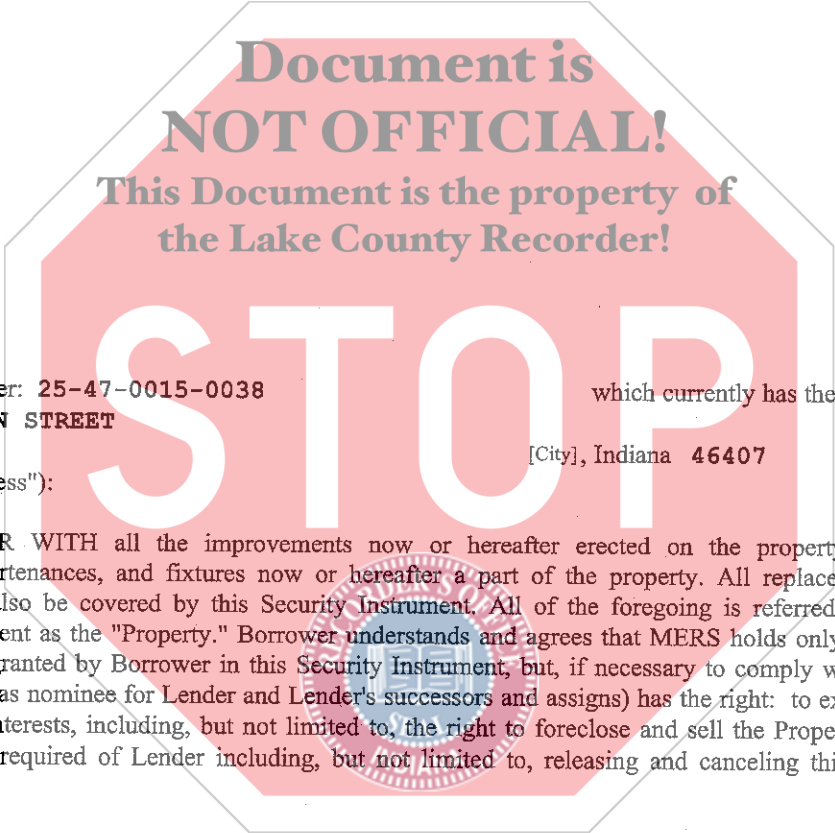 Document is
NOT OFFICIAL!
This Document is the property of
the Lake County Recorder!
STOP
er: 25-47-0015-0038 which currently has the
N STREET
[City], Indiana 46407
ess"):
R WITH all the improvements now or hereafter erected on the property
rtenances, and fixtures now or hereafter a part of the property. All replace
lso be covered by this Security Instrument. All of the foregoing is referred
ent as the "Property." Borrower understands and agrees that MERS holds only
ranted by Borrower in this Security Instrument, but, if necessary to comply w
as nominee for Lender and Lender's successors and assigns) has the right: to ex
terests, including, but not limited to, the right to foreclose and sell the Prope
required of Lender including, but not limited to, releasing and canceling thi
RECORDER'S OFFICE
SEAL
INDIANA